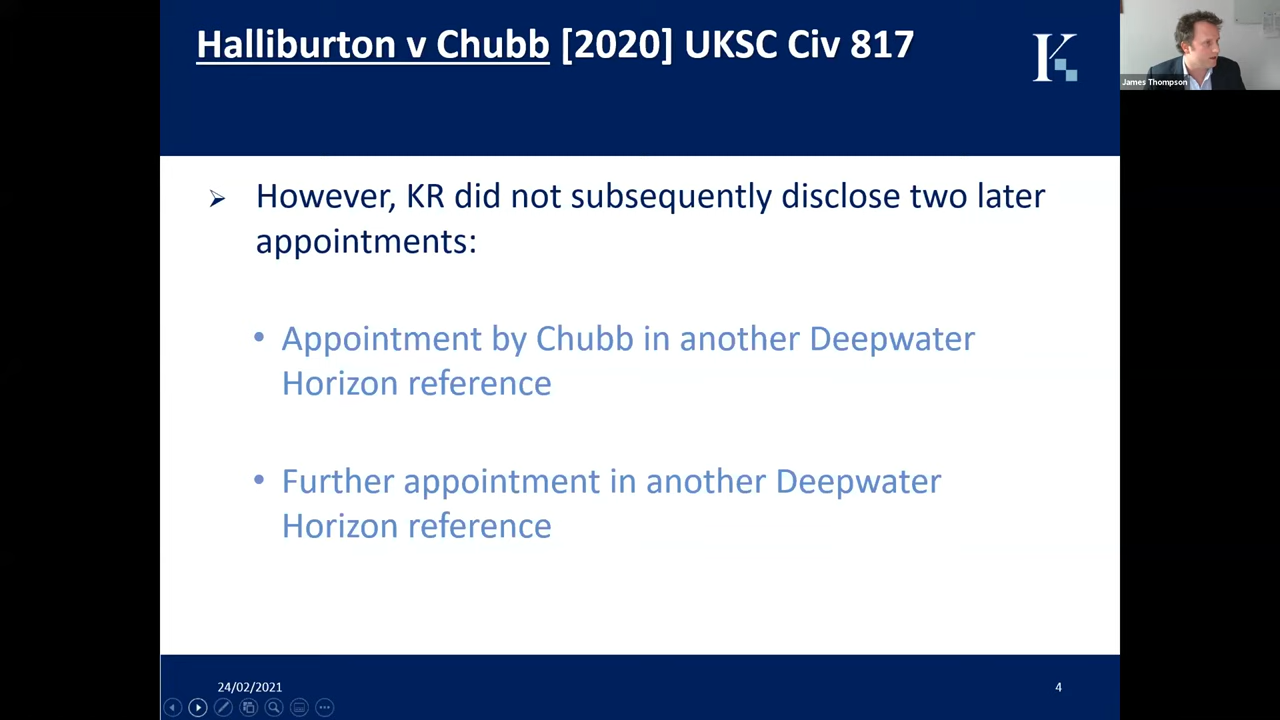 Halliburton v Chubb [2020] UKSC Civ 817
K
James Thompson
➢ However, KR did not subsequently disclose two later
appointments:
• Appointment by Chubb in another Deepwater
Horizon reference
• Further appointment in another Deepwater
Horizon reference
24/02/2021
4